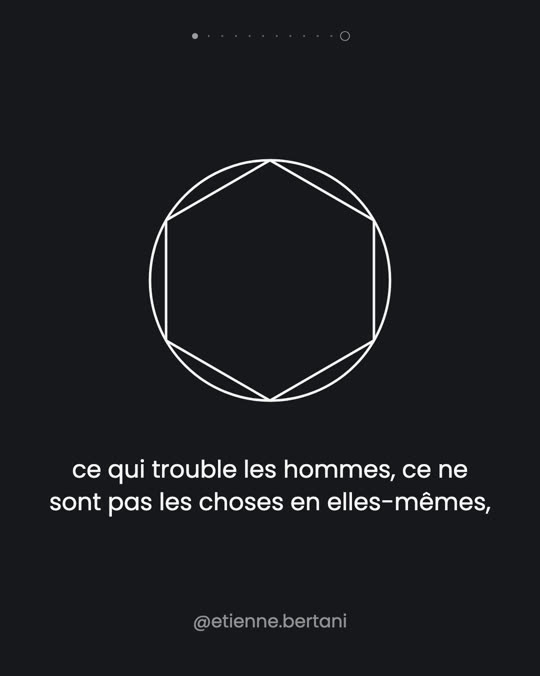 ce qui trouble les hommes, ce ne
sont pas les choses en elles-mêmes,
@etienne.bertani